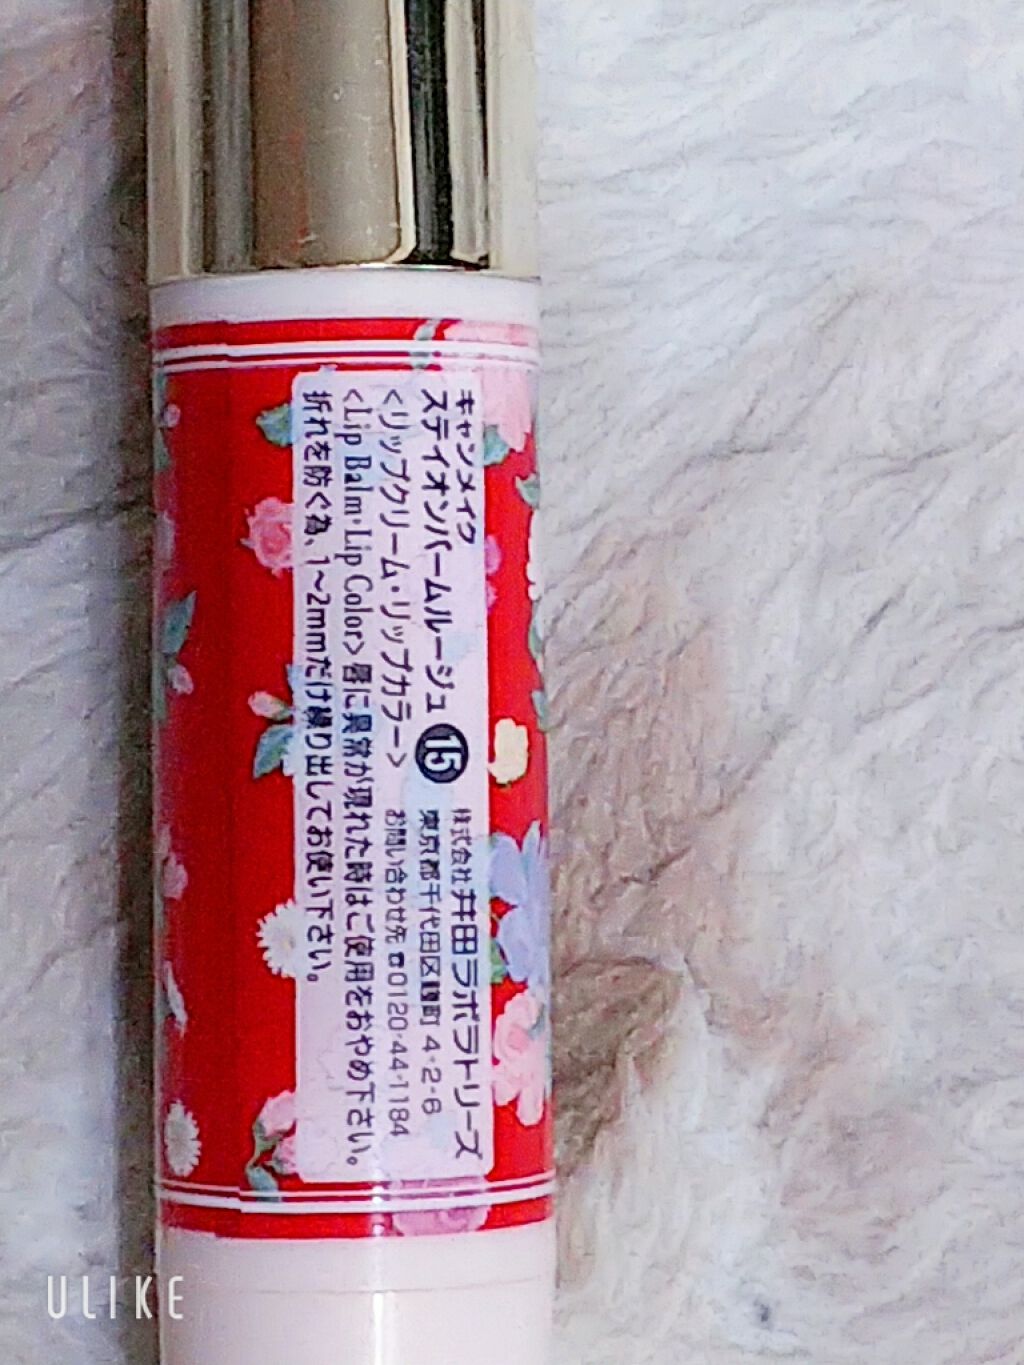 キャンメイク
ステイオンバームルージュ 15
<リップクリーム・リップカラー>
株式会社 井田ラボラトリーズ
東京都千代田区麹町 4-2-6
お問い合わせ先 ☎0120-44-1184
<Lip Balm・Lip Color> 唇に異常が現れた時はご使用をおやめ下さい。
折れを防ぐ為、1~2mmだけ繰り出してお使い下さい。
ULIKE